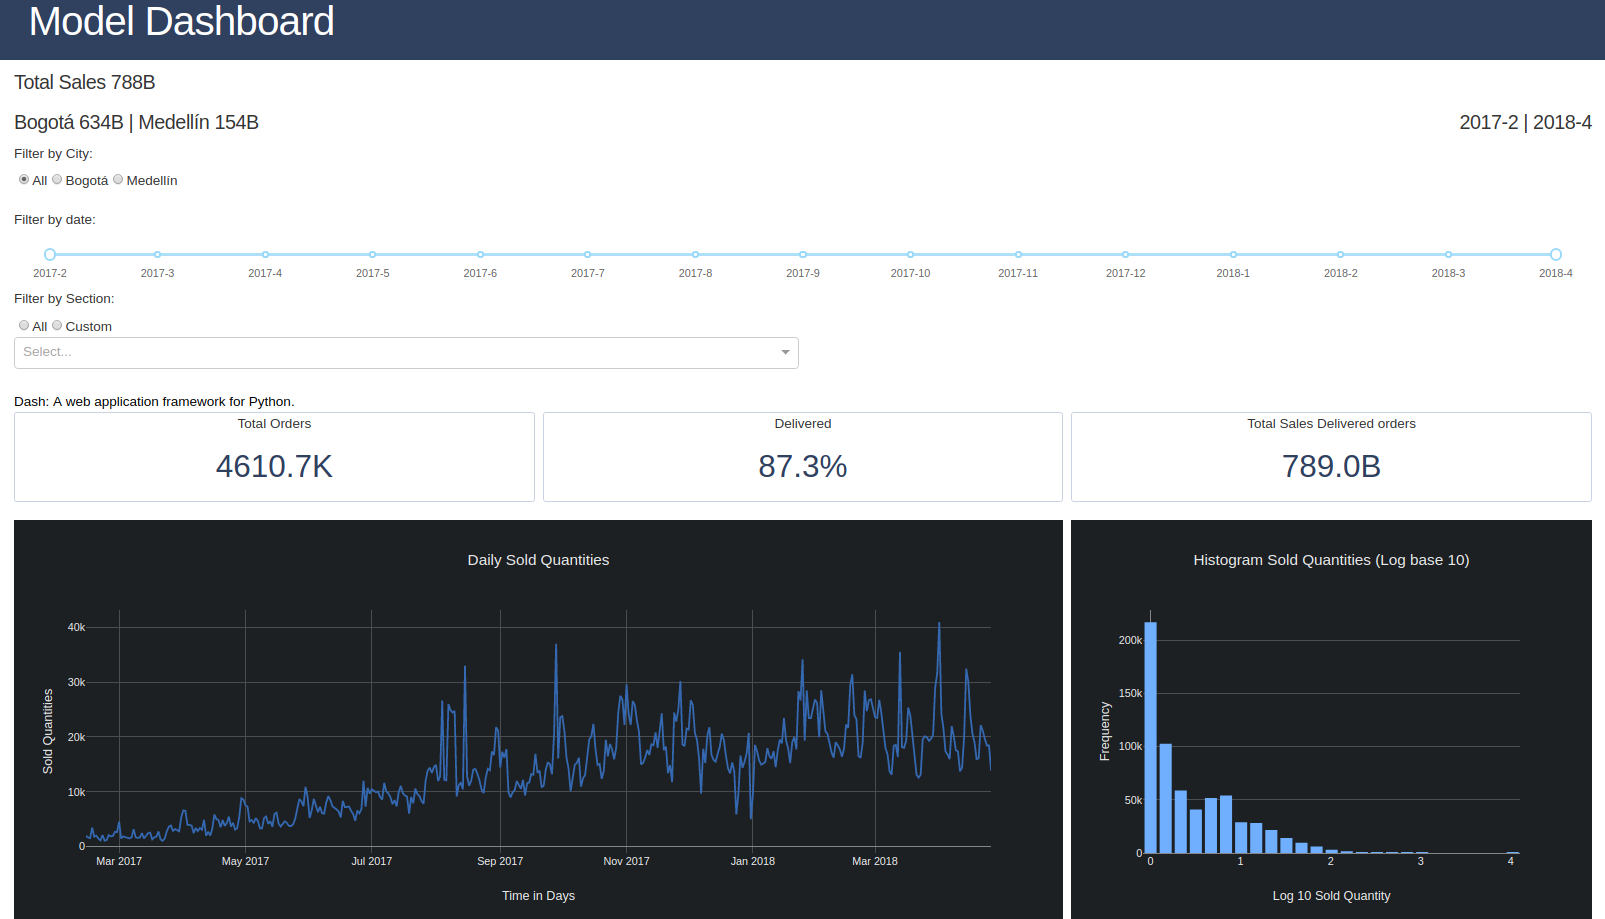 Model Dashboard
Total Sales 788B
Bogotá 634B | Medellín 154B
2017-2 | 2018-4
Filter by City:
All Bogotá Medellín
Filter by date:
2017-2 2017-3 2017-4 2017-5 2017-6 2017-7 2017-8 2017-9 2017-10 2017-11 2017-12 2018-1 2018-2 2018-3 2018-4
Filter by Section:
All Custom
Select...
Dash: A web application framework for Python.
Total Orders
4610.7K
Delivered
87.3%
Total Sales Delivered orders
789.0B
Daily Sold Quantities
Sold Quantities
40k
30k
20k
10k
0
Mar 2017 May 2017 Jul 2017 Sep 2017 Nov 2017 Jan 2018 Mar 2018
Time in Days
Histogram Sold Quantities (Log base 10)
Frequency
200k
150k
100k
50k
0
0 1 2 3 4
Log 10 Sold Quantity